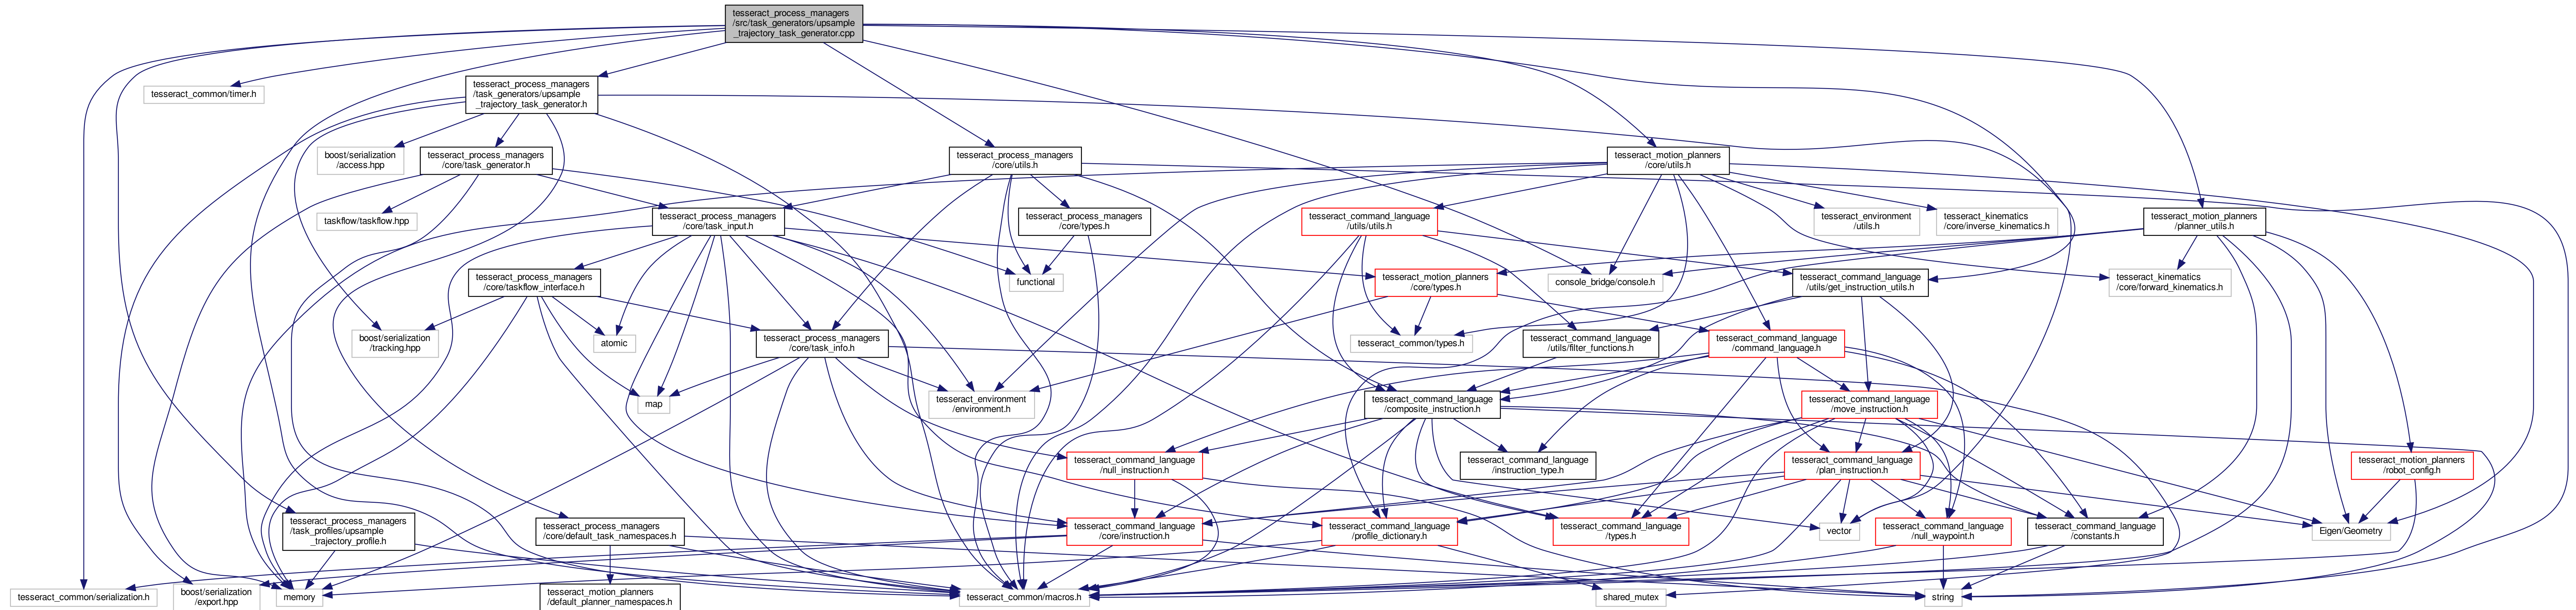 tesseract_process_managers
/src/task_generators/upsample
_trajectory_task_generator.cpp
tesseract_common/timer.h
tesseract_process_managers
/task_generators/upsample
_trajectory_task_generator.h
boost/serialization
/access.hpp
tesseract_process_managers
/core/task_generator.h
tesseract_process_managers
/core/utils.h
tesseract_motion_planners
/core/utils.h
taskflow/taskflow.hpp
tesseract_process_managers
/core/task_input.h
tesseract_process_managers
/core/types.h
tesseract_command_language
/utils/utils.h
tesseract_environment
/utils.h
tesseract_kinematics
/core/inverse_kinematics.h
tesseract_motion_planners
/planner_utils.h
tesseract_process_managers
/core/taskflow_interface.h
functional
tesseract_motion_planners
/core/types.h
console_bridge/console.h
tesseract_command_language
/utils/get_instruction_utils.h
tesseract_kinematics
/core/forward_kinematics.h
boost/serialization
/tracking.hpp
atomic
tesseract_process_managers
/core/task_info.h
tesseract_common/types.h
tesseract_command_language
/utils/filter_functions.h
tesseract_command_language
/command_language.h
map
tesseract_environment
/environment.h
tesseract_command_language
/composite_instruction.h
tesseract_command_language
/move_instruction.h
tesseract_command_language
/null_instruction.h
tesseract_command_language
/instruction_type.h
tesseract_command_language
/plan_instruction.h
tesseract_motion_planners
/robot_config.h
tesseract_process_managers
/task_profiles/upsample
_trajectory_profile.h
tesseract_process_managers
/core/default_task_namespaces.h
tesseract_command_language
/core/instruction.h
tesseract_command_language
/profile_dictionary.h
tesseract_command_language
/types.h
vector
tesseract_command_language
/null_waypoint.h
tesseract_command_language
/constants.h
Eigen/Geometry
tesseract_common/serialization.h
boost/serialization
/export.hpp
memory
tesseract_motion_planners
/default_planner_namespaces.h
tesseract_common/macros.h
shared_mutex
string